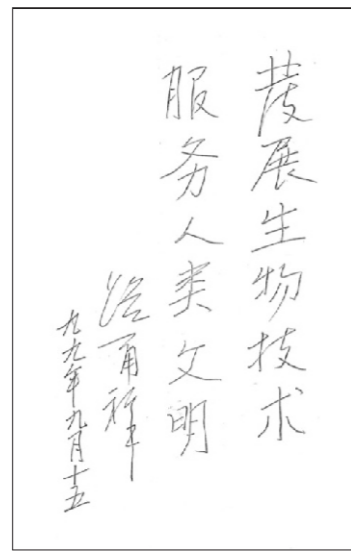 发展生物技术
服务人类文明
路甬祥
九九年九月十五